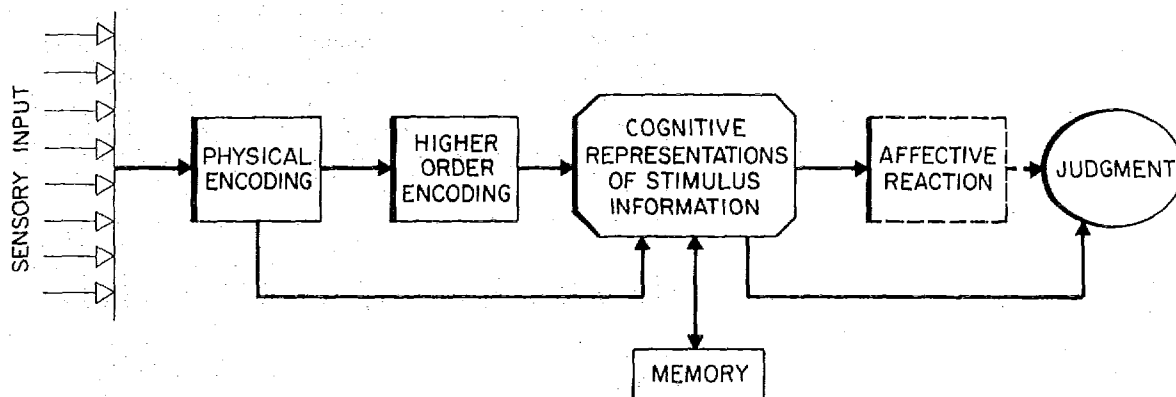 SENSORY INPUT
PHYSICAL
ENCODING
HIGHER
ORDER
ENCODING
COGNITIVE
REPRESENTATIONS
OF STIMULUS
INFORMATION
AFFECTIVE
REACTION
JUDGMENT
MEMORY